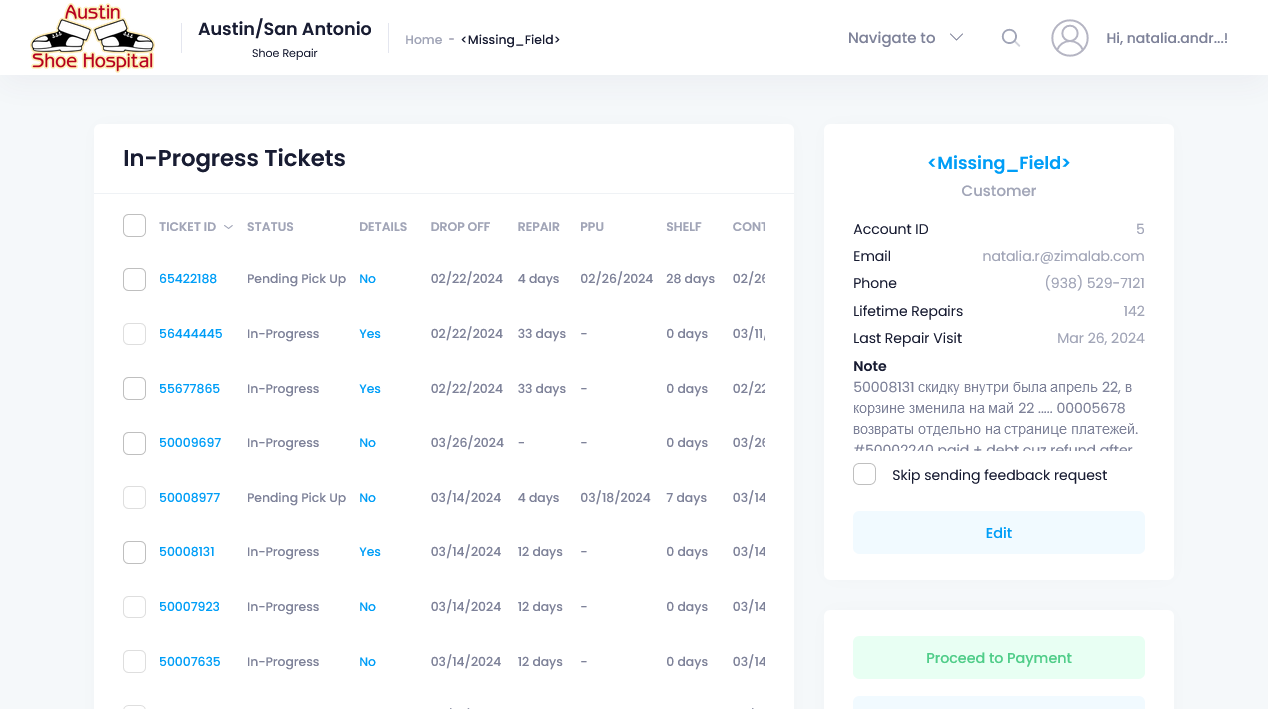 Austin
Shoe Hospital
Austin/San Antonio
Shoe Repair
Home - <Missing_Field>
Navigate to
Hi, natalia.andr...!
In-Progress Tickets
TICKET ID STATUS DETAILS DROP OFF REPAIR PPU SHELF CONT
65422188 Pending Pick Up No 02/22/2024 4 days 02/26/2024 28 days 02/26
56444445 In-Progress Yes 02/22/2024 33 days - 0 days 03/11/
55677865 In-Progress Yes 02/22/2024 33 days - 0 days 02/22
50009697 In-Progress No 03/26/2024 - - 0 days 03/26
50008977 Pending Pick Up No 03/14/2024 4 days 03/18/2024 7 days 03/14
50008131 In-Progress Yes 03/14/2024 12 days - 0 days 03/14
50007923 In-Progress No 03/14/2024 12 days - 0 days 03/14
50007635 In-Progress No 03/14/2024 12 days - 0 days 03/14
<Missing_Field>
Customer
Account ID 5
Email natalia.r@zimalab.com
Phone (938) 529-7121
Lifetime Repairs 142
Last Repair Visit Mar 26, 2024
Note
50008131 скидку внутри была апрель 22, в
корзине зменила на май 22 ..... 00005678
возвраты отдельно на странице платежей.
#50002240 paid + debt cuz refund after
Skip sending feedback request
Edit
Proceed to Payment